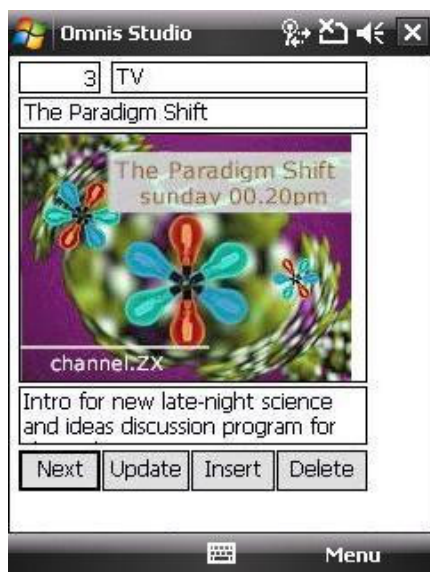 Omnis Studio
3 TV
The Paradigm Shift
The Paradigm Shift
sunday 00.20pm
channel.ZX
Intro for new late-night science
and ideas discussion program for
Next Update Insert Delete
Menu